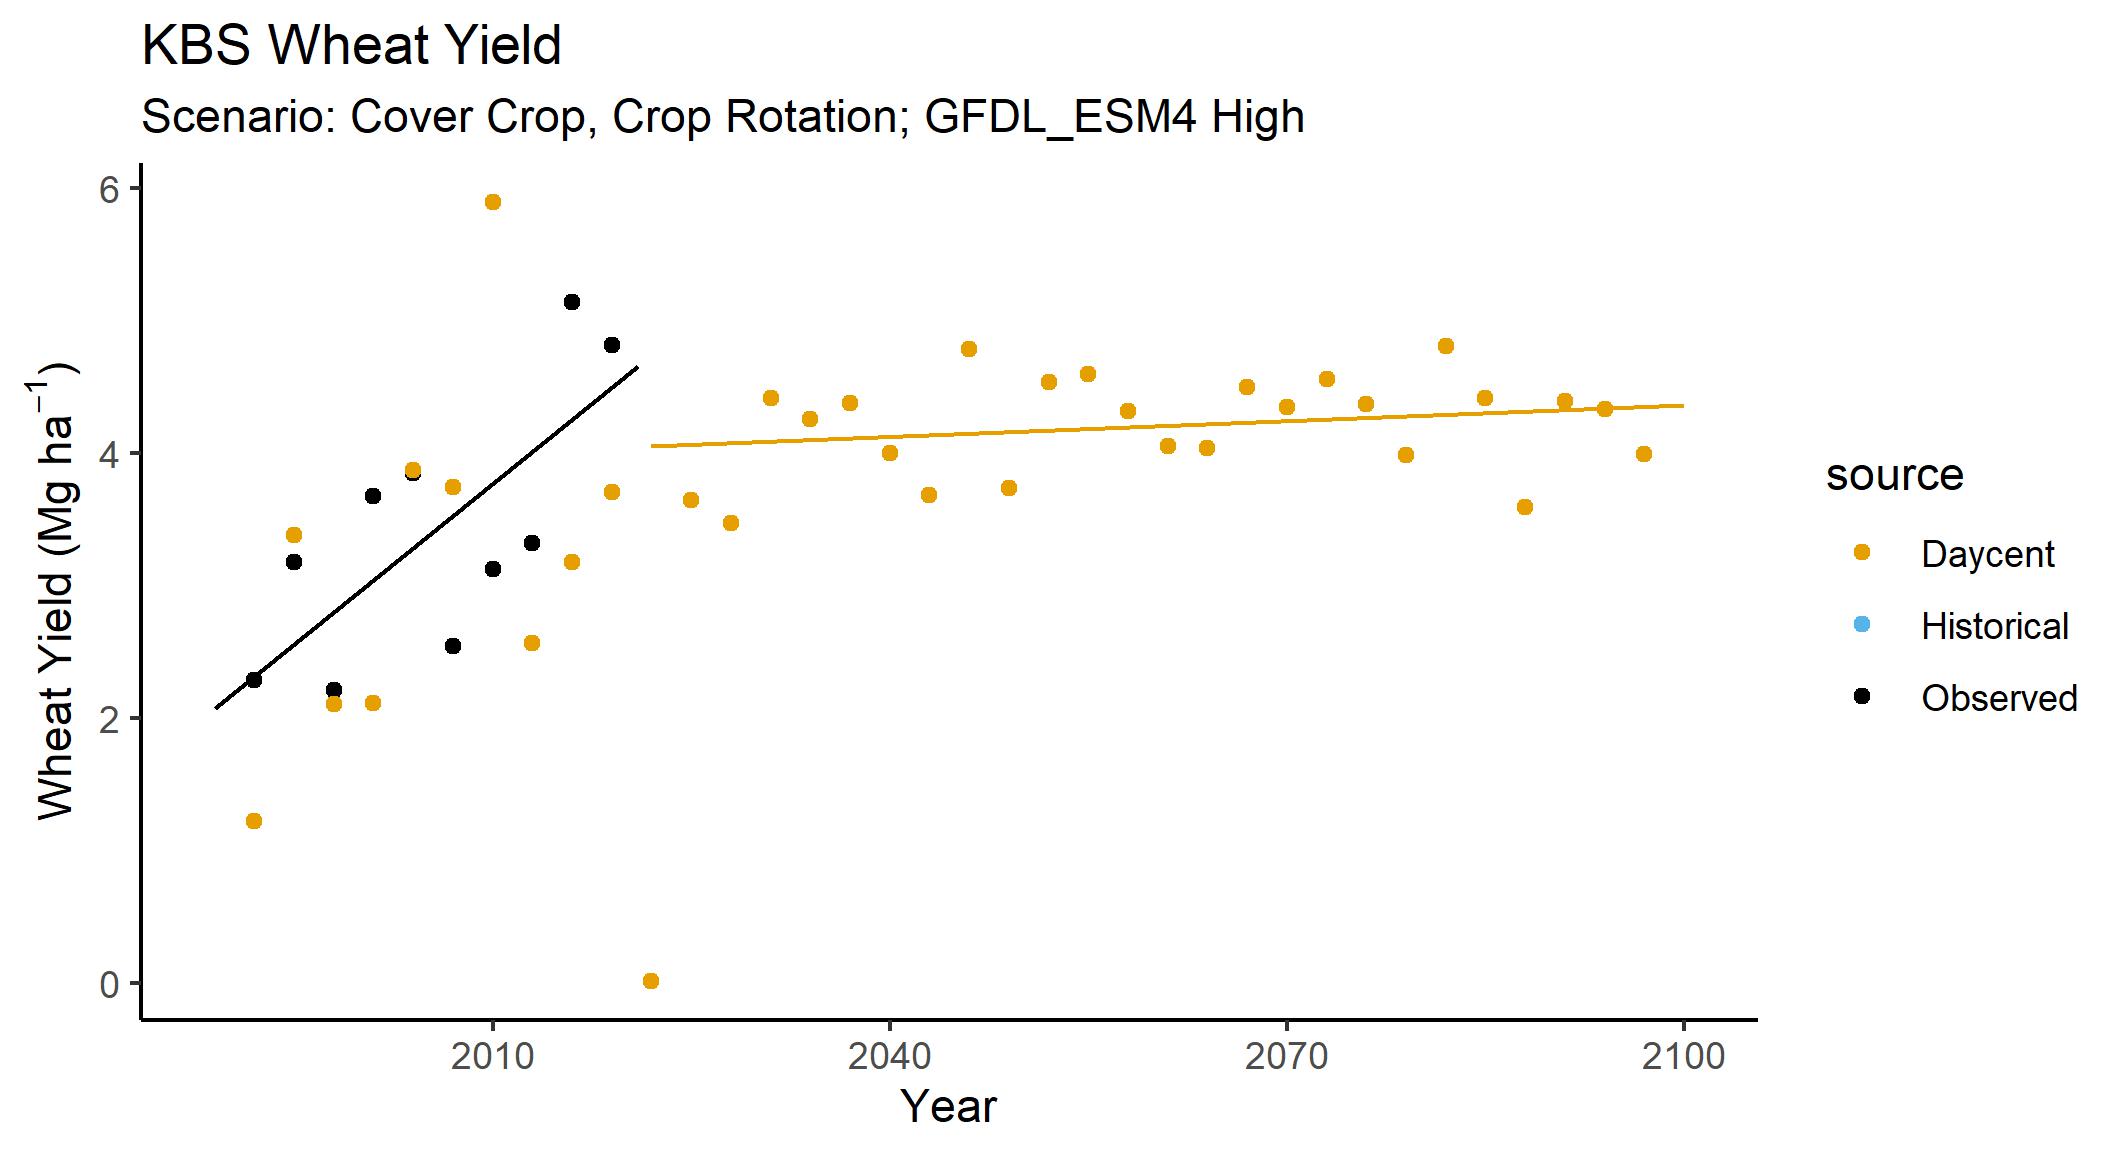 KBS Wheat Yield
Scenario: Cover Crop, Crop Rotation; GFDL_ESM4 High
Wheat Yield (Mg ha⁻¹)
6
4
2
0
2010
2040
2070
2100
Year
source
Daycent
Historical
Observed